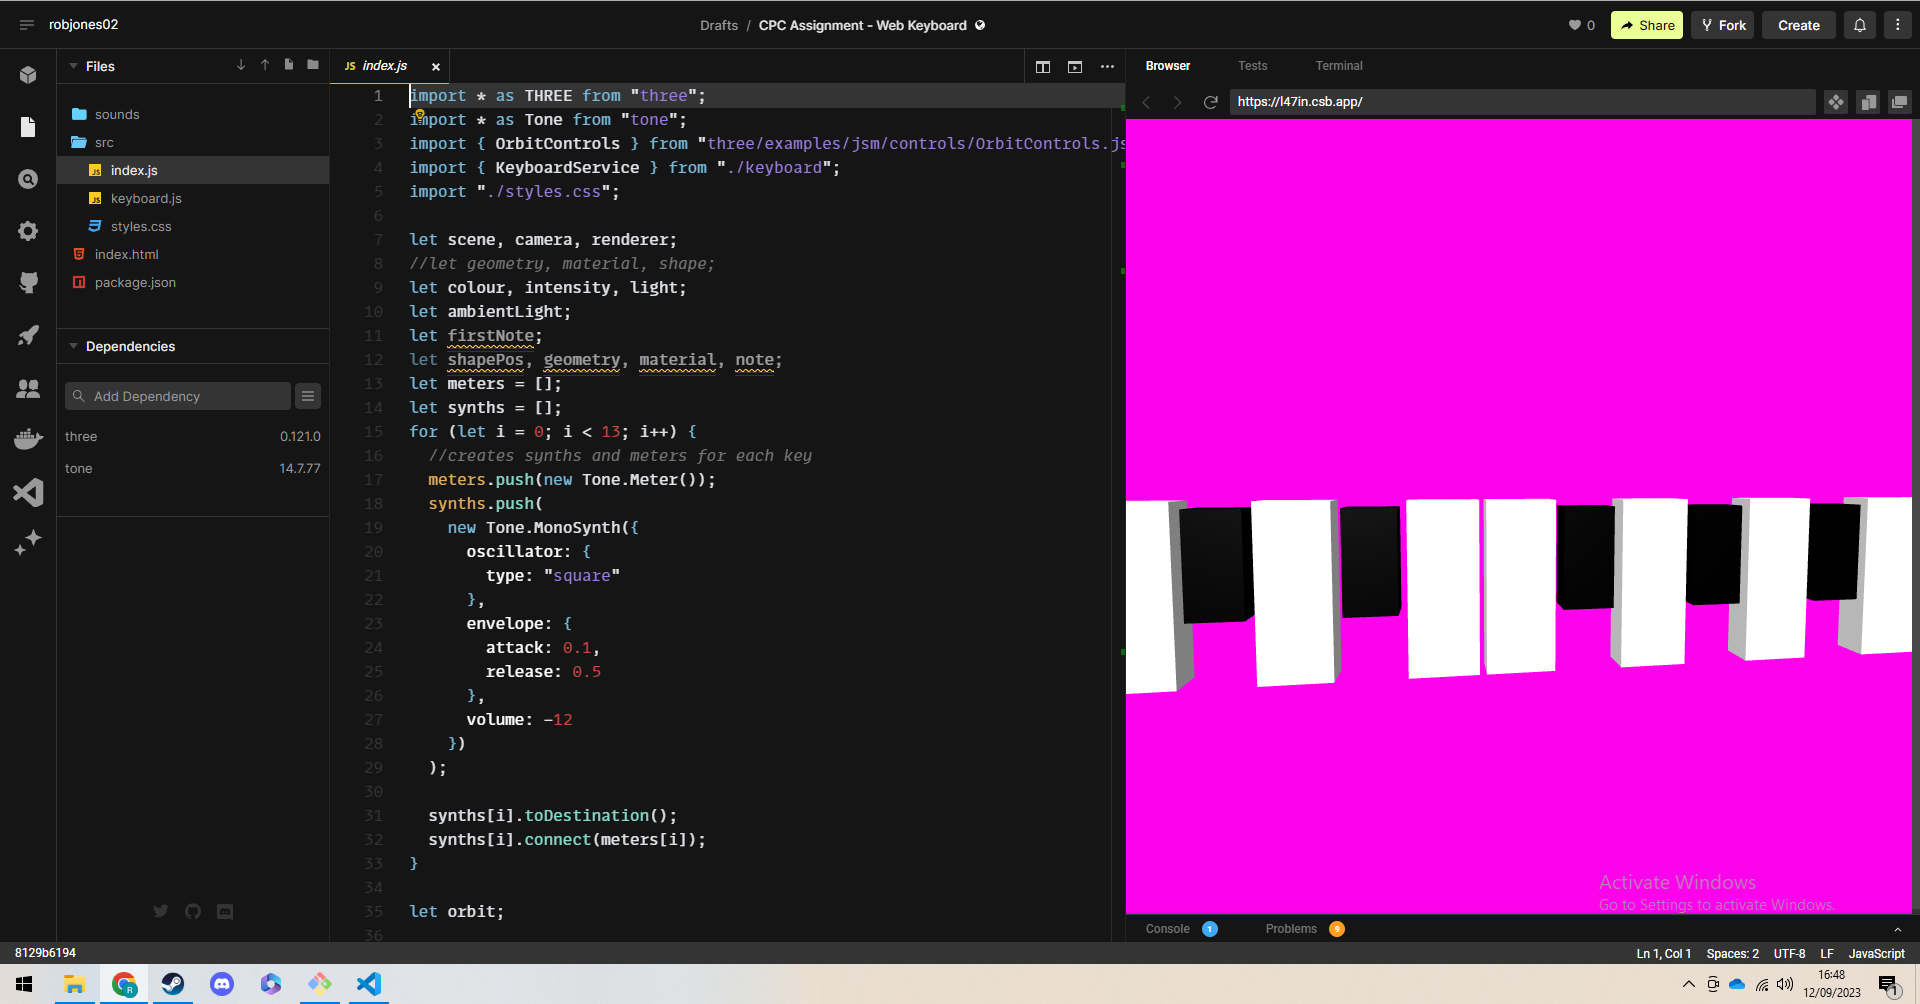 robjones02
Drafts / CPC Assignment - Web Keyboard
0
Share
Fork
Create
Files
sounds
src
index.js
keyboard.js
styles.css
index.html
package.json
Dependencies
Add Dependency
three 0.121.0
tone 14.7.77
JS index.js ×
1 import * as THREE from "three";
2 import * as Tone from "tone";
3 import { OrbitControls } from "three/examples/jsm/controls/OrbitControls.js
4 import { KeyboardService } from "./keyboard";
5 import "./styles.css";
6
7 let scene, camera, renderer;
8 //let geometry, material, shape;
9 let colour, intensity, light;
10 let ambientLight;
11 let firstNote;
12 let shapePos, geometry, material, note;
13 let meters = [];
14 let synths = [];
15 for (let i = 0; i < 13; i++) {
16 //creates synths and meters for each key
17 meters.push(new Tone.Meter());
18 synths.push(
19 new Tone.MonoSynth({
20 oscillator: {
21 type: "square"
22 },
23 envelope: {
24 attack: 0.1,
25 release: 0.5
26 },
27 volume: -12
28 })
29 );
30
31 synths[i].toDestination();
32 synths[i].connect(meters[i]);
33 }
34
35 let orbit;
36
Browser Tests Terminal
https://l47in.csb.app/
Activate Windows
Go to Settings to activate Windows.
Console 1 Problems 9
8129b6194
Ln 1, Col 1 Spaces: 2 UTF-8 LF JavaScript
R
16:48
12/09/2023
1